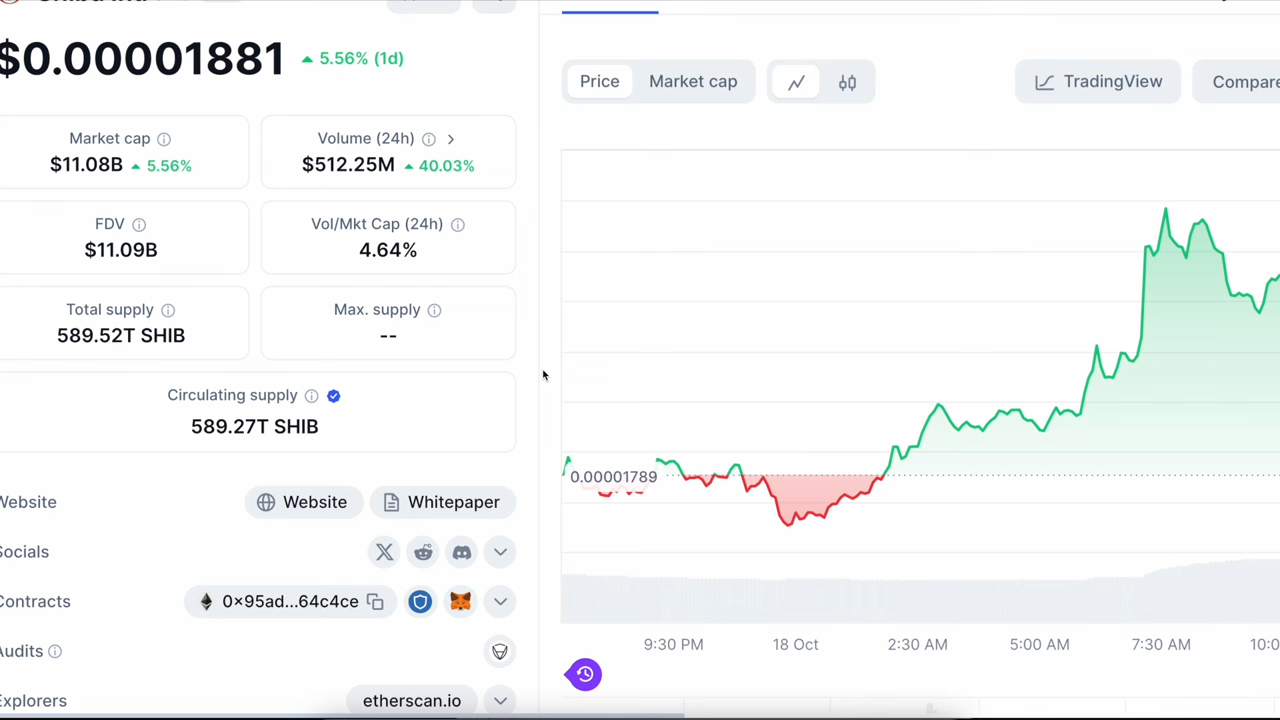 $0.00001881 5.56% (1d)
Market cap
$11.08B 5.56%
Volume (24h)
$512.25M 40.03%
FDV
$11.09B
Vol/Mkt Cap (24h)
4.64%
Total supply
589.52T SHIB
Max. supply
--
Circulating supply
589.27T SHIB
Website Website Whitepaper
Socials
Contracts 0x95ad...64c4ce
Audits
Explorers etherscan.io
Price Market cap TradingView Compare
0.00001789
9:30 PM 18 Oct 2:30 AM 5:00 AM 7:30 AM 10:0